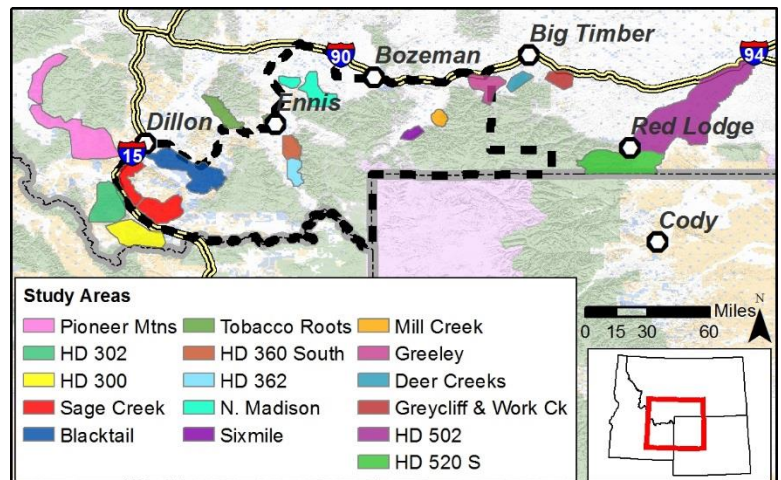 90
Bozeman
Big Timber
94
Dillon
Ennis
Red Lodge
15
Cody
Study Areas
Pioneer Mtns
HD 302
HD 300
Sage Creek
Blacktail
Tobacco Roots
HD 360 South
HD 362
N. Madison
Sixmile
Mill Creek
Greeley
Deer Creeks
Greycliff & Work Ck
HD 502
HD 520 S
Miles
0 15 30 60
N